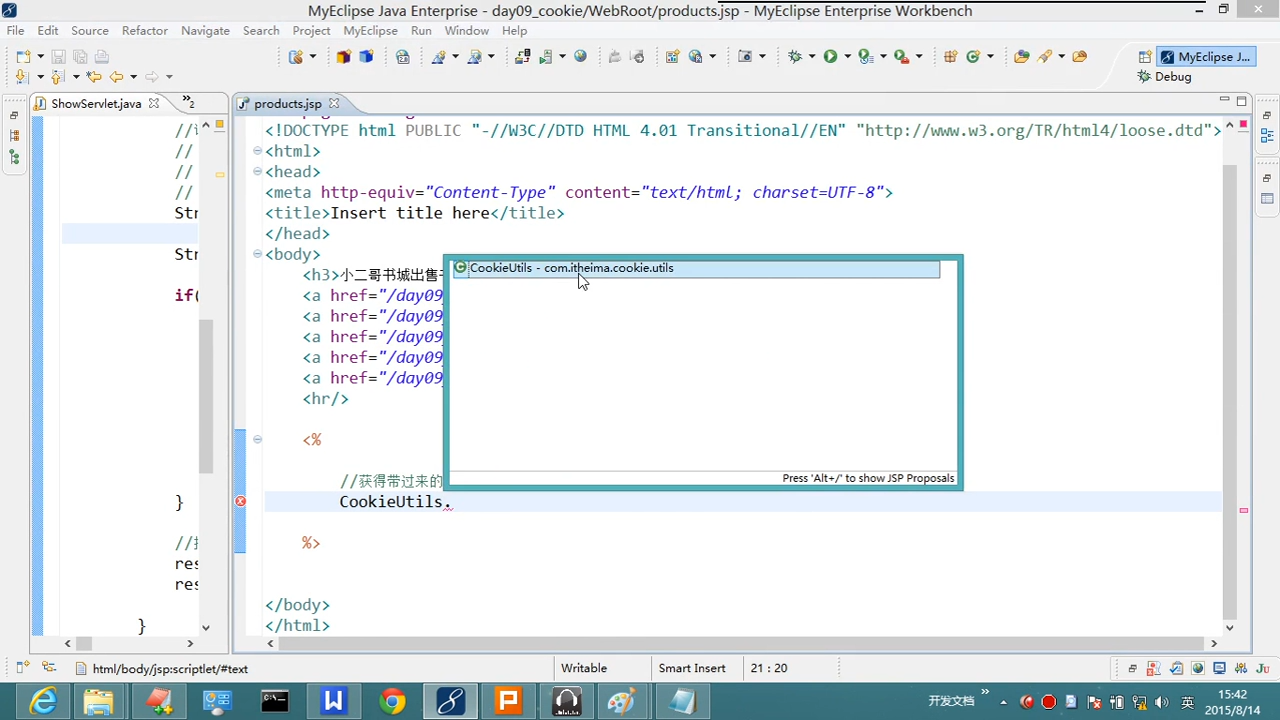 MyEclipse Java Enterprise - day09_cookie/WebRoot/products.jsp - MyEclipse Enterprise Workbench
File Edit Source Refactor Navigate Search Project MyEclipse Run Window Help
MyEclipse J...
Debug
ShowServlet.java
2
products.jsp
//
//
//
//
Str
Str
if(
}
//
res
res
}
<!DOCTYPE html PUBLIC "-//W3C//DTD HTML 4.01 Transitional//EN" "http://www.w3.org/TR/html4/loose.dtd">
<html>
<head>
<meta http-equiv="Content-Type" content="text/html; charset=UTF-8">
<title>Insert title here</title>
</head>
<body>
<h3>小二哥书城出售
<a href="/day09
<a href="/day09
<a href="/day09
<a href="/day09
<a href="/day09
<hr/>
<%
//获得带过来的
CookieUtils.
%>
</body>
</html>
CookieUtils - com.itheima.cookie.utils
Press 'Alt+/' to show JSP Proposals
html/body/jsp:scriptlet/#text
Writable
Smart Insert
21 : 20
开发文档
英
15:42
2015/8/14